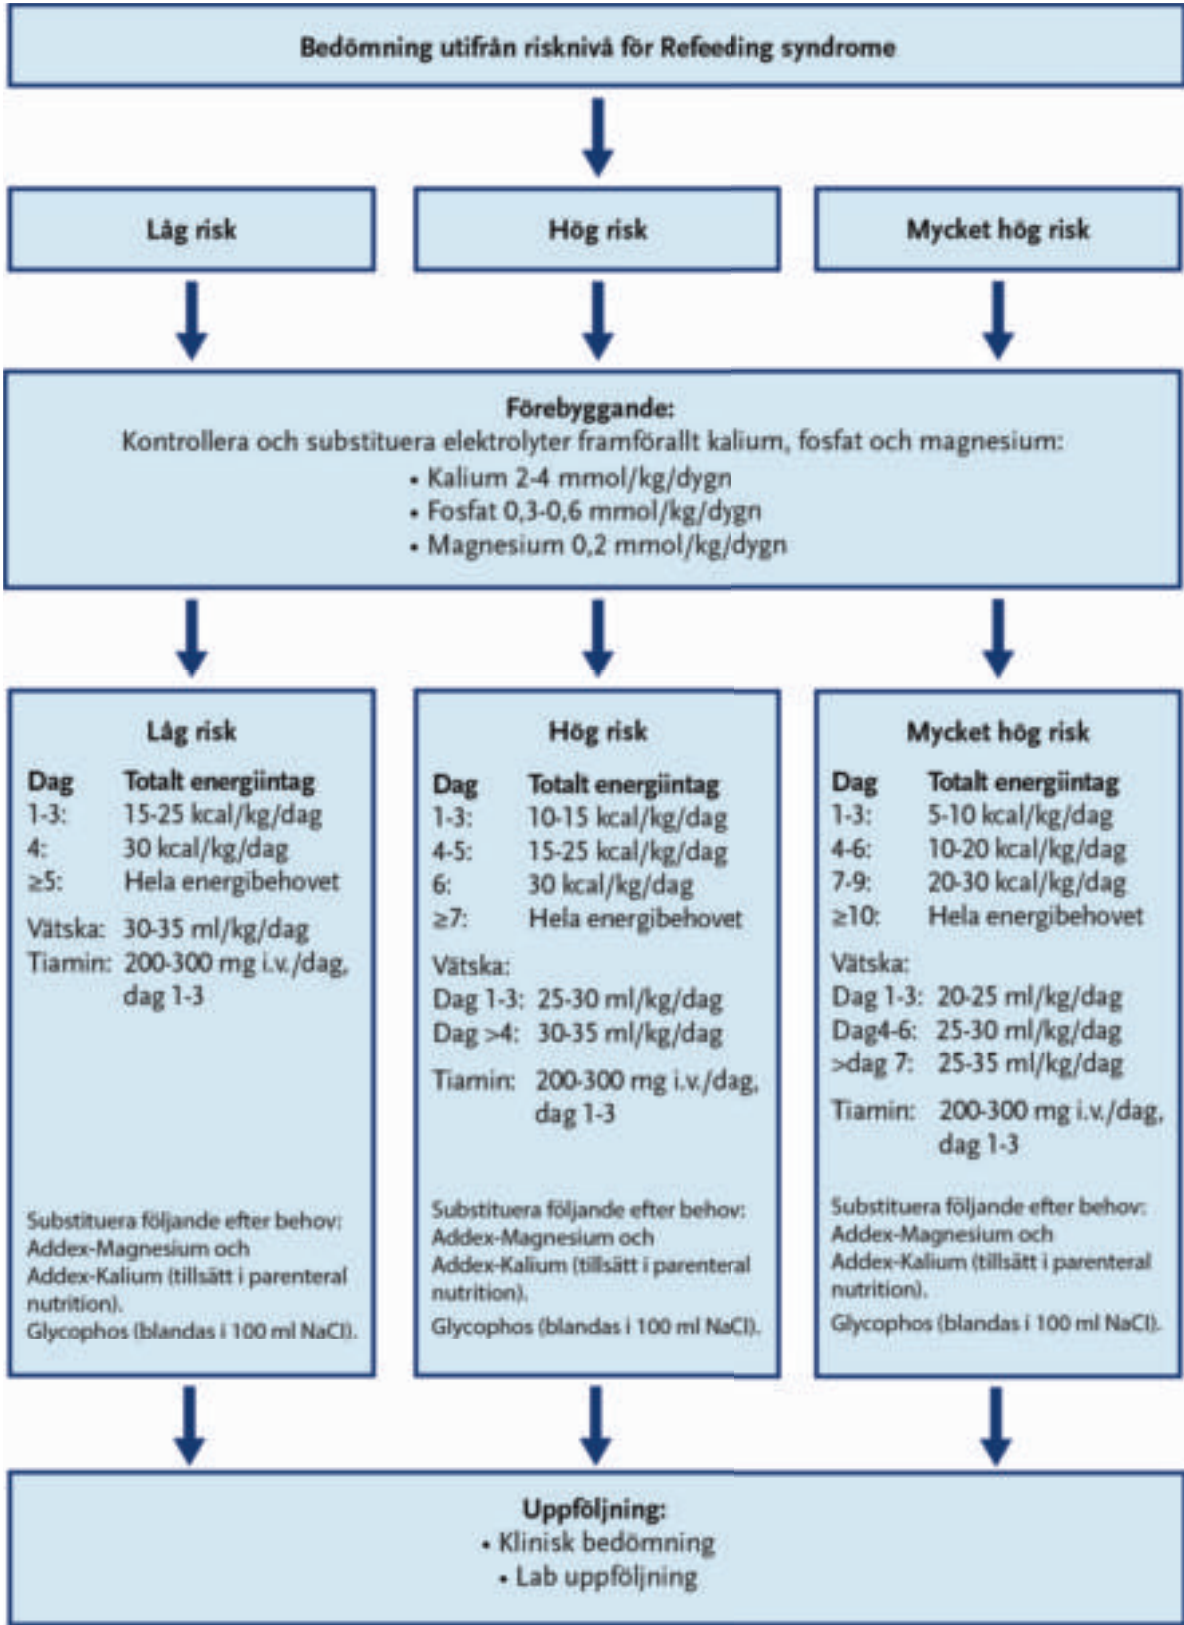 Bedömning utifrån risknivå för Refeeding syndrome
Låg risk
Hög risk
Mycket hög risk
Förebyggande:
Kontrollera och substituera elektrolyter framförallt kalium, fosfat och magnesium:
• Kalium 2-4 mmol/kg/dygn
• Fosfat 0,3-0,6 mmol/kg/dygn
• Magnesium 0,2 mmol/kg/dygn
Låg risk
Dag Totalt energiintag
1-3: 15-25 kcal/kg/dag
4: 30 kcal/kg/dag
≥5: Hela energibehovet
Vätska: 30-35 ml/kg/dag
Tiamin: 200-300 mg i.v./dag,
dag 1-3
Substituera följande efter behov:
Addex-Magnesium och
Addex-Kalium (tillsätt i parenteral
nutrition).
Glycophos (blandas i 100 ml NaCl).
Hög risk
Dag Totalt energiintag
1-3: 10-15 kcal/kg/dag
4-5: 15-25 kcal/kg/dag
6: 30 kcal/kg/dag
≥7: Hela energibehovet
Vätska:
Dag 1-3: 25-30 ml/kg/dag
Dag >4: 30-35 ml/kg/dag
Tiamin: 200-300 mg i.v./dag,
dag 1-3
Substituera följande efter behov:
Addex-Magnesium och
Addex-Kalium (tillsätt i parenteral
nutrition).
Glycophos (blandas i 100 ml NaCl).
Mycket hög risk
Dag Totalt energiintag
1-3: 5-10 kcal/kg/dag
4-6: 10-20 kcal/kg/dag
7-9: 20-30 kcal/kg/dag
≥10: Hela energibehovet
Vätska:
Dag 1-3: 20-25 ml/kg/dag
Dag4-6: 25-30 ml/kg/dag
>dag 7: 25-35 ml/kg/dag
Tiamin: 200-300 mg i.v./dag,
dag 1-3
Substituera följande efter behov:
Addex-Magnesium och
Addex-Kalium (tillsätt i parenteral
nutrition).
Glycophos (blandas i 100 ml NaCl).
Uppföljning:
• Klinisk bedömning
• Lab uppföljning